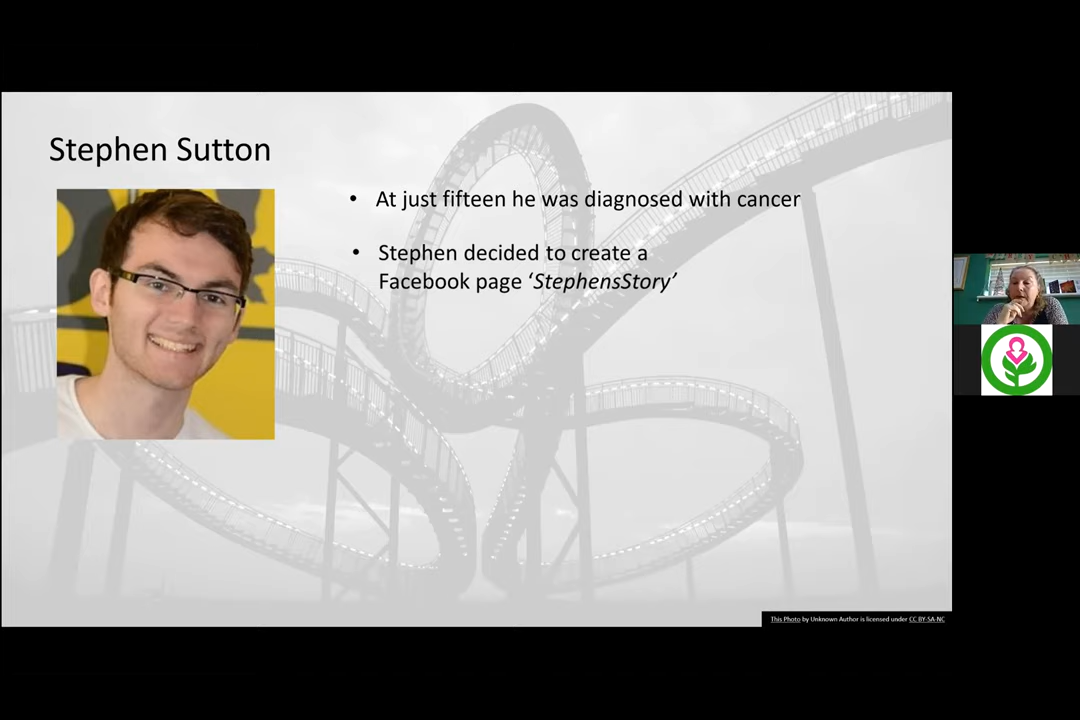 Stephen Sutton
• At just fifteen he was diagnosed with cancer
• Stephen decided to create a
Facebook page ‘StephensStory’
This Photo by Unknown Author is licensed under CC BY-SA-NC